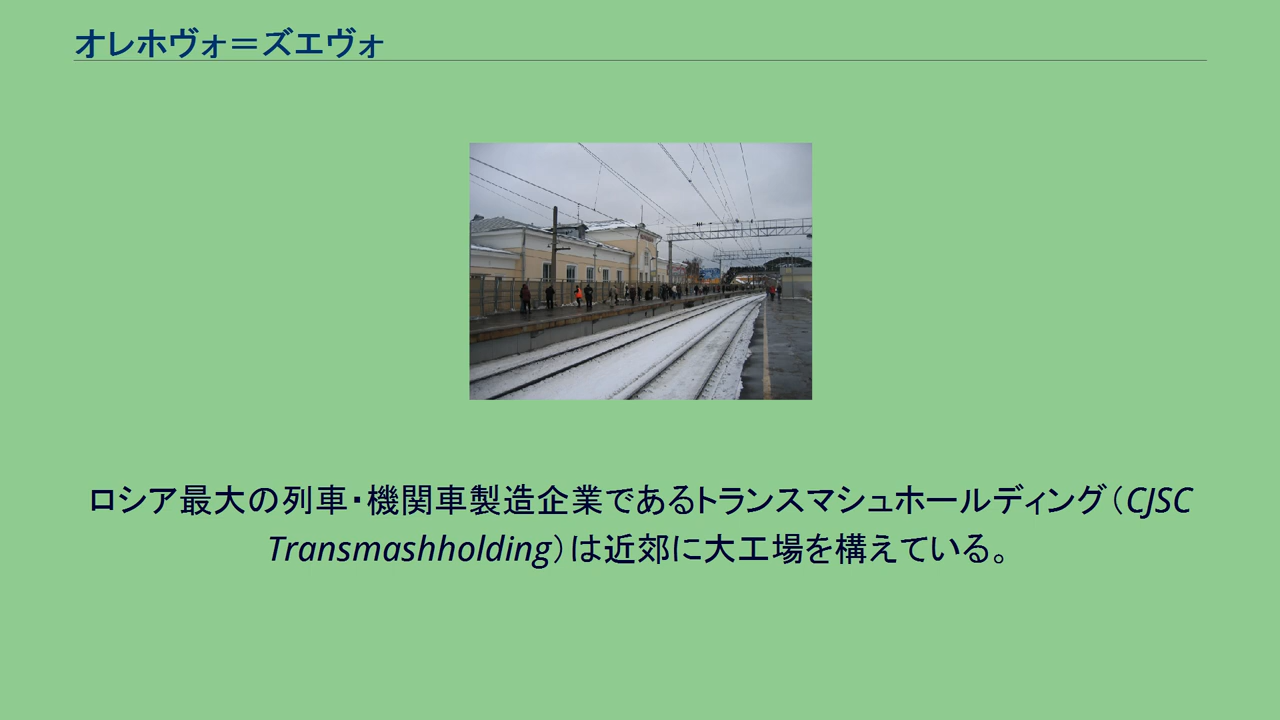 オレホヴォ＝ズエヴォ
ロシア最大の列車・機関車製造企業であるトランスマシュホールディング（CJSC
Transmashholding）は近郊に大工場を構えている。